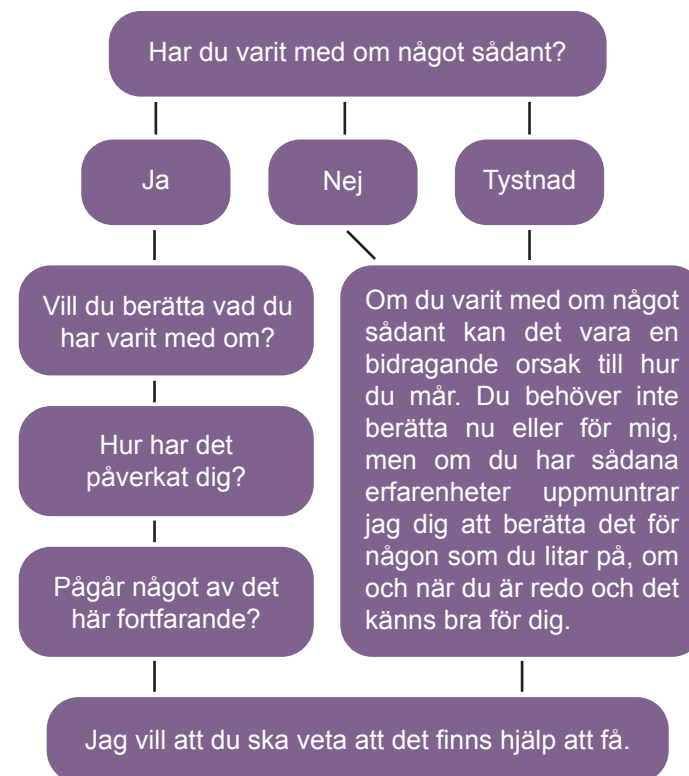 Har du varit med om något sådant?
Ja
Nej
Tystnad
Vill du berätta vad du
har varit med om?
Hur har det
påverkat dig?
Pågår något av det
här fortfarande?
Om du varit med om något
sådant kan det vara en
bidragande orsak till hur
du mår. Du behöver inte
berätta nu eller för mig,
men om du har sådana
erfarenheter uppmuntrar
jag dig att berätta det för
någon som du litar på, om
och när du är redo och det
känns bra för dig.
Jag vill att du ska veta att det finns hjälp att få.